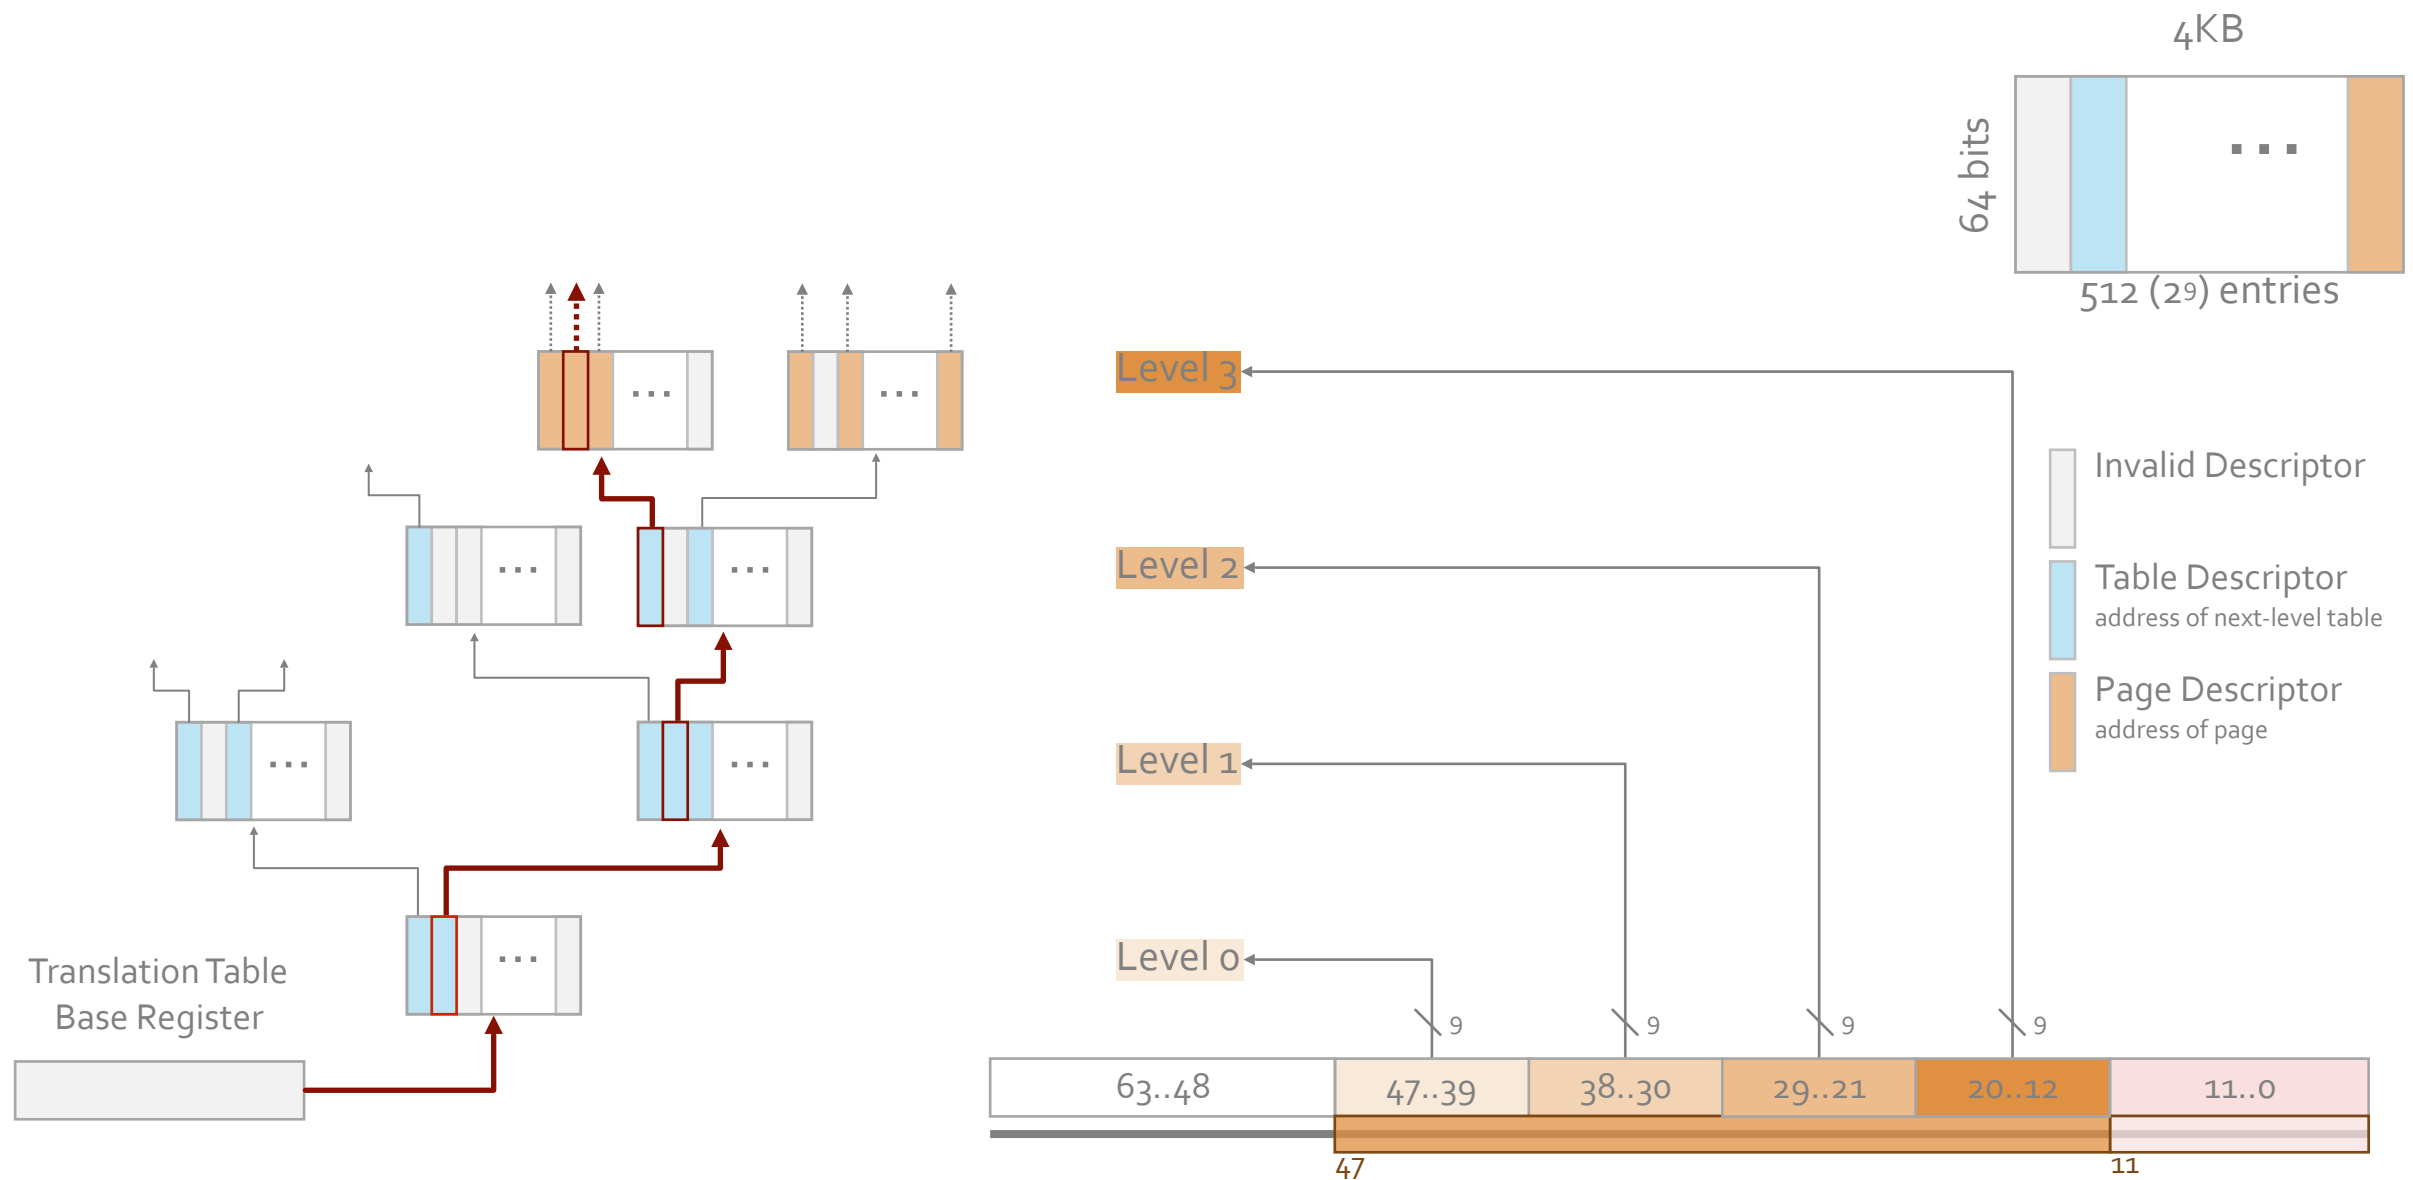 4KB
64 bits
...
512 (29) entries
Level 3
...
...
Invalid Descriptor
Level 2
...
...
Table Descriptor
address of next-level table
Page Descriptor
address of page
Level 1
...
...
Level 0
...
Translation Table
Base Register
9
9
9
9
63..48
47..39
38..30
29..21
20..12
11..0
47
11